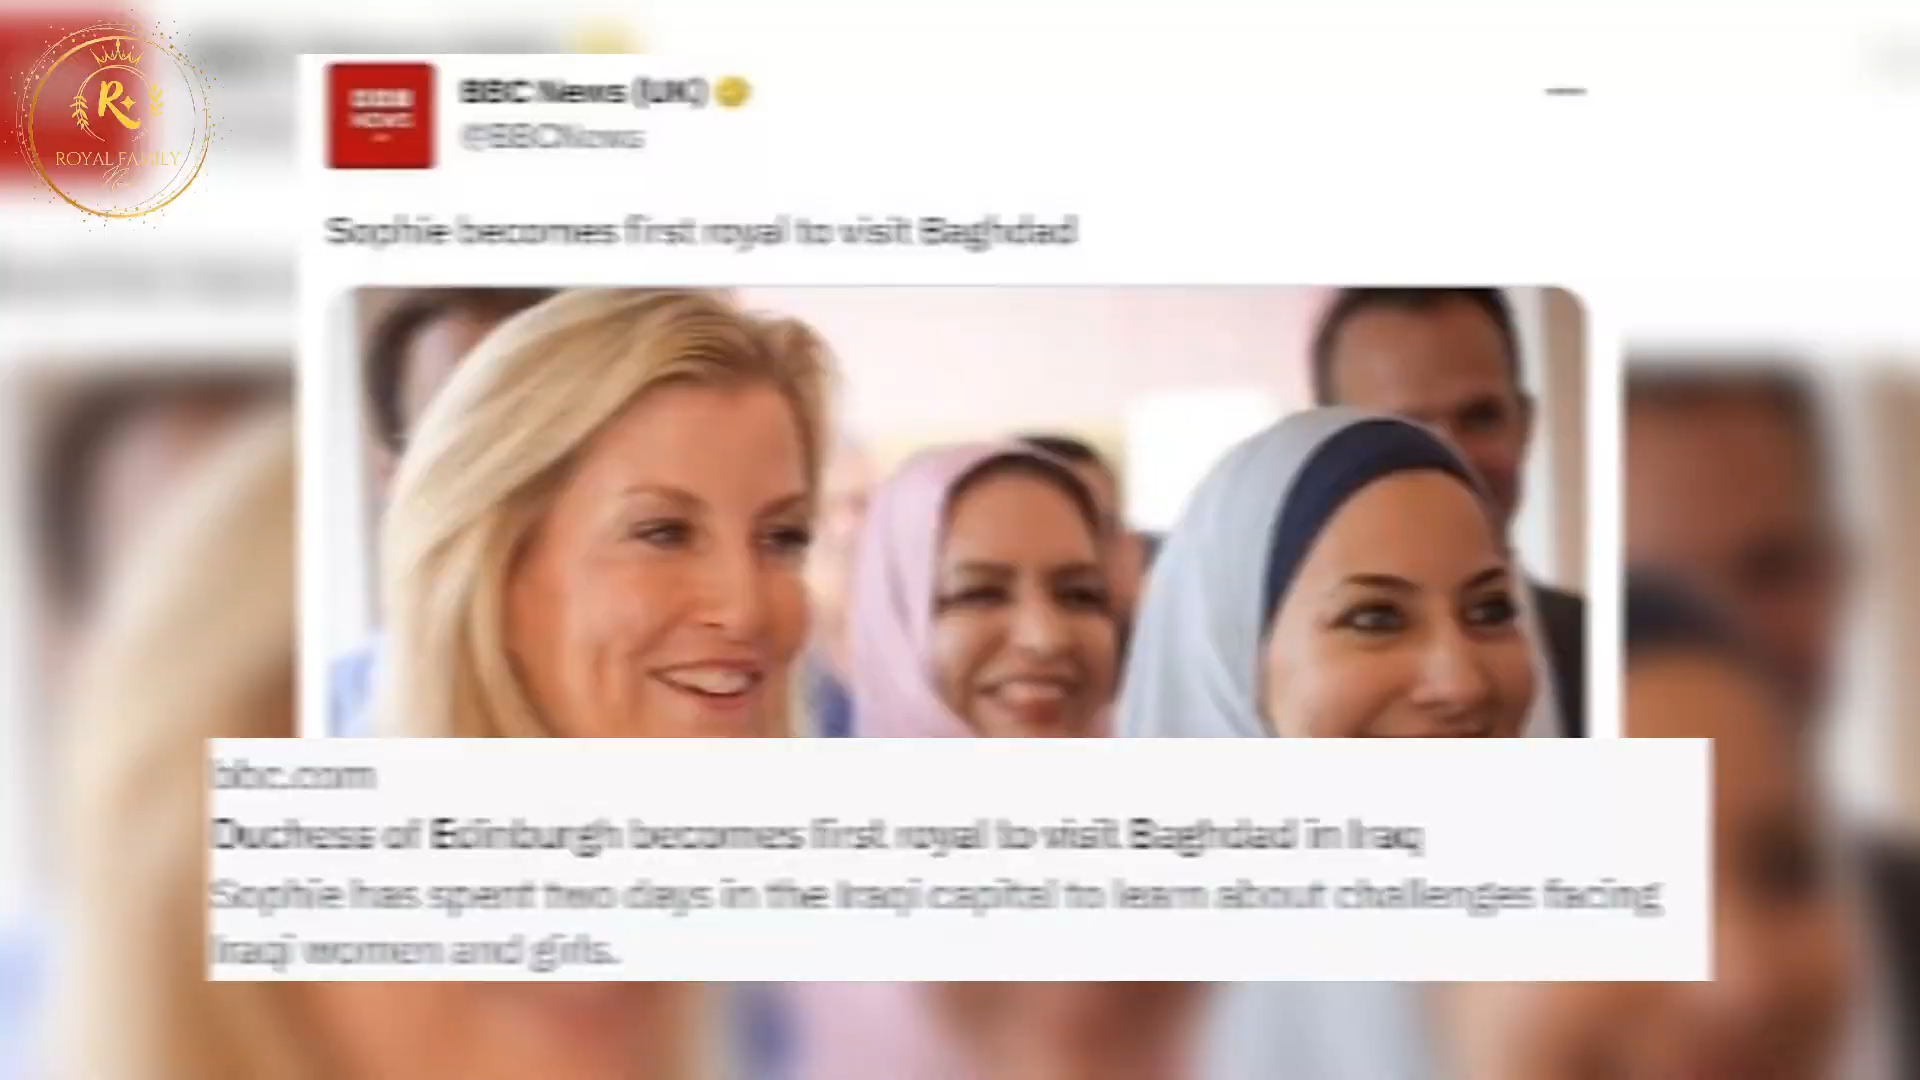 R
ROYAL FAMILY
BBC
NEWS
BBC News (UK)
@BBCNews
Sophie becomes first royal to visit Baghdad
bbc.com
Duchess of Edinburgh becomes first royal to visit Baghdad in Iraq
Sophie has spent two days in the Iraqi capital to learn about challenges facing
Iraqi women and girls.